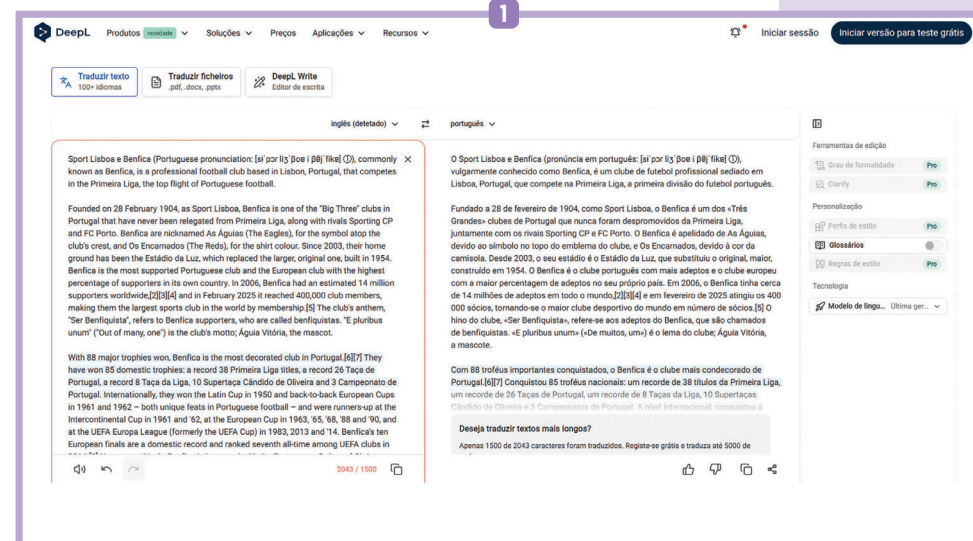 1
DeepL
Produtos novidade
Soluções
Preços
Aplicações
Recursos
Iniciar sessão
Iniciar versão para teste grátis
Traduzir texto
100+ idiomas
Traduzir ficheiros
.pdf, .docx, .pptx
DeepL Write
Editor de escrita
inglês (detetado)
português
Sport Lisboa e Benfica (Portuguese pronunciation: [siˈpɔɾ liʒˈβoɐ i βɐ̃jˈfikɐ] ⓘ), commonly
known as Benfica, is a professional football club based in Lisbon, Portugal, that competes
in the Primeira Liga, the top flight of Portuguese football.
Founded on 28 February 1904, as Sport Lisboa, Benfica is one of the "Big Three" clubs in
Portugal that have never been relegated from Primeira Liga, along with rivals Sporting CP
and FC Porto. Benfica are nicknamed As Águias (The Eagles), for the symbol atop the
club's crest, and Os Encarnados (The Reds), for the shirt colour. Since 2003, their home
ground has been the Estádio da Luz, which replaced the larger, original one, built in 1954.
Benfica is the most supported Portuguese club and the European club with the highest
percentage of supporters in its own country. In 2006, Benfica had an estimated 14 million
supporters worldwide,[2][3][4] and in February 2025 it reached 400,000 club members,
making them the largest sports club in the world by membership.[5] The club's anthem,
"Ser Benfiquista", refers to Benfica supporters, who are called benfiquistas. "E pluribus
unum" ("Out of many, one") is the club's motto; Águia Vitória, the mascot.
With 88 major trophies won, Benfica is the most decorated club in Portugal.[6][7] They
have won 85 domestic trophies: a record 38 Primeira Liga titles, a record 26 Taça de
Portugal, a record 8 Taça da Liga, 10 Supertaça Cândido de Oliveira and 3 Campeonato de
Portugal. Internationally, they won the Latin Cup in 1950 and back-to-back European Cups
in 1961 and 1962 – both unique feats in Portuguese football – and were runners-up at the
Intercontinental Cup in 1961 and '62, at the European Cup in 1963, '65, '68, '88 and '90, and
at the UEFA Europa League (formerly the UEFA Cup) in 1983, 2013 and '14. Benfica's ten
European finals are a domestic record and ranked seventh all-time among UEFA clubs in
2043 / 1500
O Sport Lisboa e Benfica (pronúncia em português: [siˈpɔɾ liʒˈβoɐ i βɐ̃jˈfikɐ] ⓘ),
vulgarmente conhecido como Benfica, é um clube de futebol profissional sediado em
Lisboa, Portugal, que compete na Primeira Liga, a primeira divisão do futebol português.
Fundado a 28 de fevereiro de 1904, como Sport Lisboa, o Benfica é um dos «Três
Grandes» clubes de Portugal que nunca foram despromovidos da Primeira Liga,
juntamente com os rivais Sporting CP e FC Porto. O Benfica é apelidado de As Águias,
devido ao símbolo no topo do emblema do clube, e Os Encarnados, devido à cor da
camisola. Desde 2003, o seu estádio é o Estádio da Luz, que substituiu o original, maior,
construído em 1954. O Benfica é o clube português com mais adeptos e o clube europeu
com a maior percentagem de adeptos no seu próprio país. Em 2006, o Benfica tinha cerca
de 14 milhões de adeptos em todo o mundo,[2][3][4] e em fevereiro de 2025 atingiu os 400
000 sócios, tornando-se o maior clube desportivo do mundo em número de sócios.[5] O
hino do clube, «Ser Benfiquista», refere-se aos adeptos do Benfica, que são chamados
de benfiquistas. «E pluribus unum» («De muitos, um») é o lema do clube; Águia Vitória,
a mascote.
Com 88 troféus importantes conquistados, o Benfica é o clube mais condecorado de
Portugal.[6][7] Conquistou 85 troféus nacionais: um recorde de 38 títulos da Primeira Liga,
um recorde de 26 Taças de Portugal, um recorde de 8 Taças da Liga, 10 Supertaças
Cândido de Oliveira e 3 Campeonatos de Portugal. A nível internacional, conquistou a
Deseja traduzir textos mais longos?
Apenas 1500 de 2043 caracteres foram traduzidos. Registe-se grátis e traduza até 5000 de
Ferramentas de edição
Grau de formalidade Pro
Clarify Pro
Personalização
Perfis de estilo Pro
Glossários
Regras de estilo Pro
Tecnologia
Modelo de lingu... Última ger...